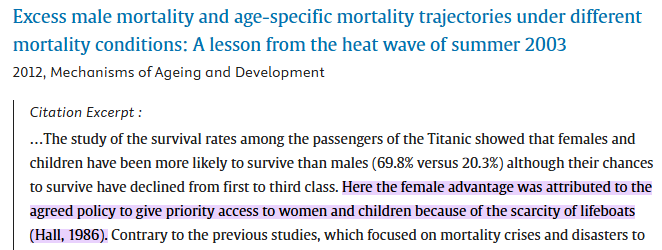 Excess male mortality and age-specific mortality trajectories under different
mortality conditions: A lesson from the heat wave of summer 2003
2012, Mechanisms of Ageing and Development
Citation Excerpt :
…The study of the survival rates among the passengers of the Titanic showed that females and
children have been more likely to survive than males (69.8% versus 20.3%) although their chances
to survive have declined from first to third class. Here the female advantage was attributed to the
agreed policy to give priority access to women and children because of the scarcity of lifeboats
(Hall, 1986). Contrary to the previous studies, which focused on mortality crises and disasters to